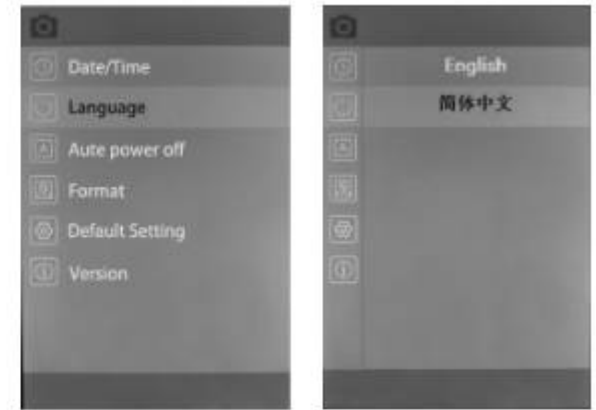 Date/Time
Language
Aute power off
Format
Default Setting
Version
English
简体中文